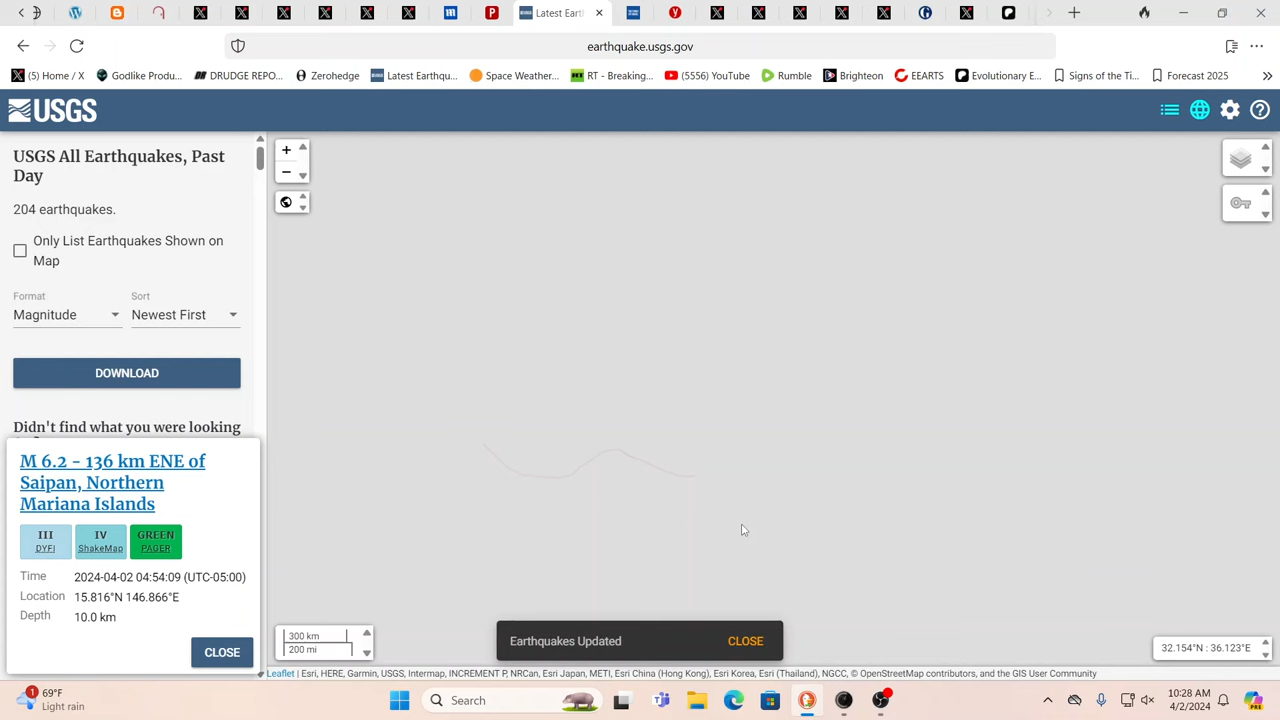 Latest Eartl
earthquake.usgs.gov
(5) Home / X
Godlike Produ...
DRUDGE REPO...
Zerohedge
Latest Earthqu...
Space Weather...
RT - Breaking...
(5556) YouTube
Rumble
Brighteon
EEARTS
Evolutionary E...
Signs of the Ti...
Forecast 2025
USGS
USGS All Earthquakes, Past
Day
204 earthquakes.
Only List Earthquakes Shown on
Map
Format
Sort
Magnitude
Newest First
DOWNLOAD
Didn't find what you were looking
M 6.2 - 136 km ENE of
Saipan, Northern
Mariana Islands
III
DYFI
IV
ShakeMap
GREEN
PAGER
Time 2024-04-02 04:54:09 (UTC-05:00)
Location 15.816°N 146.866°E
Depth 10.0 km
CLOSE
300 km
200 mi
Earthquakes Updated
CLOSE
32.154°N : 36.123°E
Leaflet | Esri, HERE, Garmin, USGS, Intermap, INCREMENT P, NRCan, Esri Japan, METI, Esri China (Hong Kong), Esri Korea, Esri (Thailand), NGCC, © OpenStreetMap contributors, and the GIS User Community
1
69°F
Light rain
Search
10:28 AM
4/2/2024
PRE